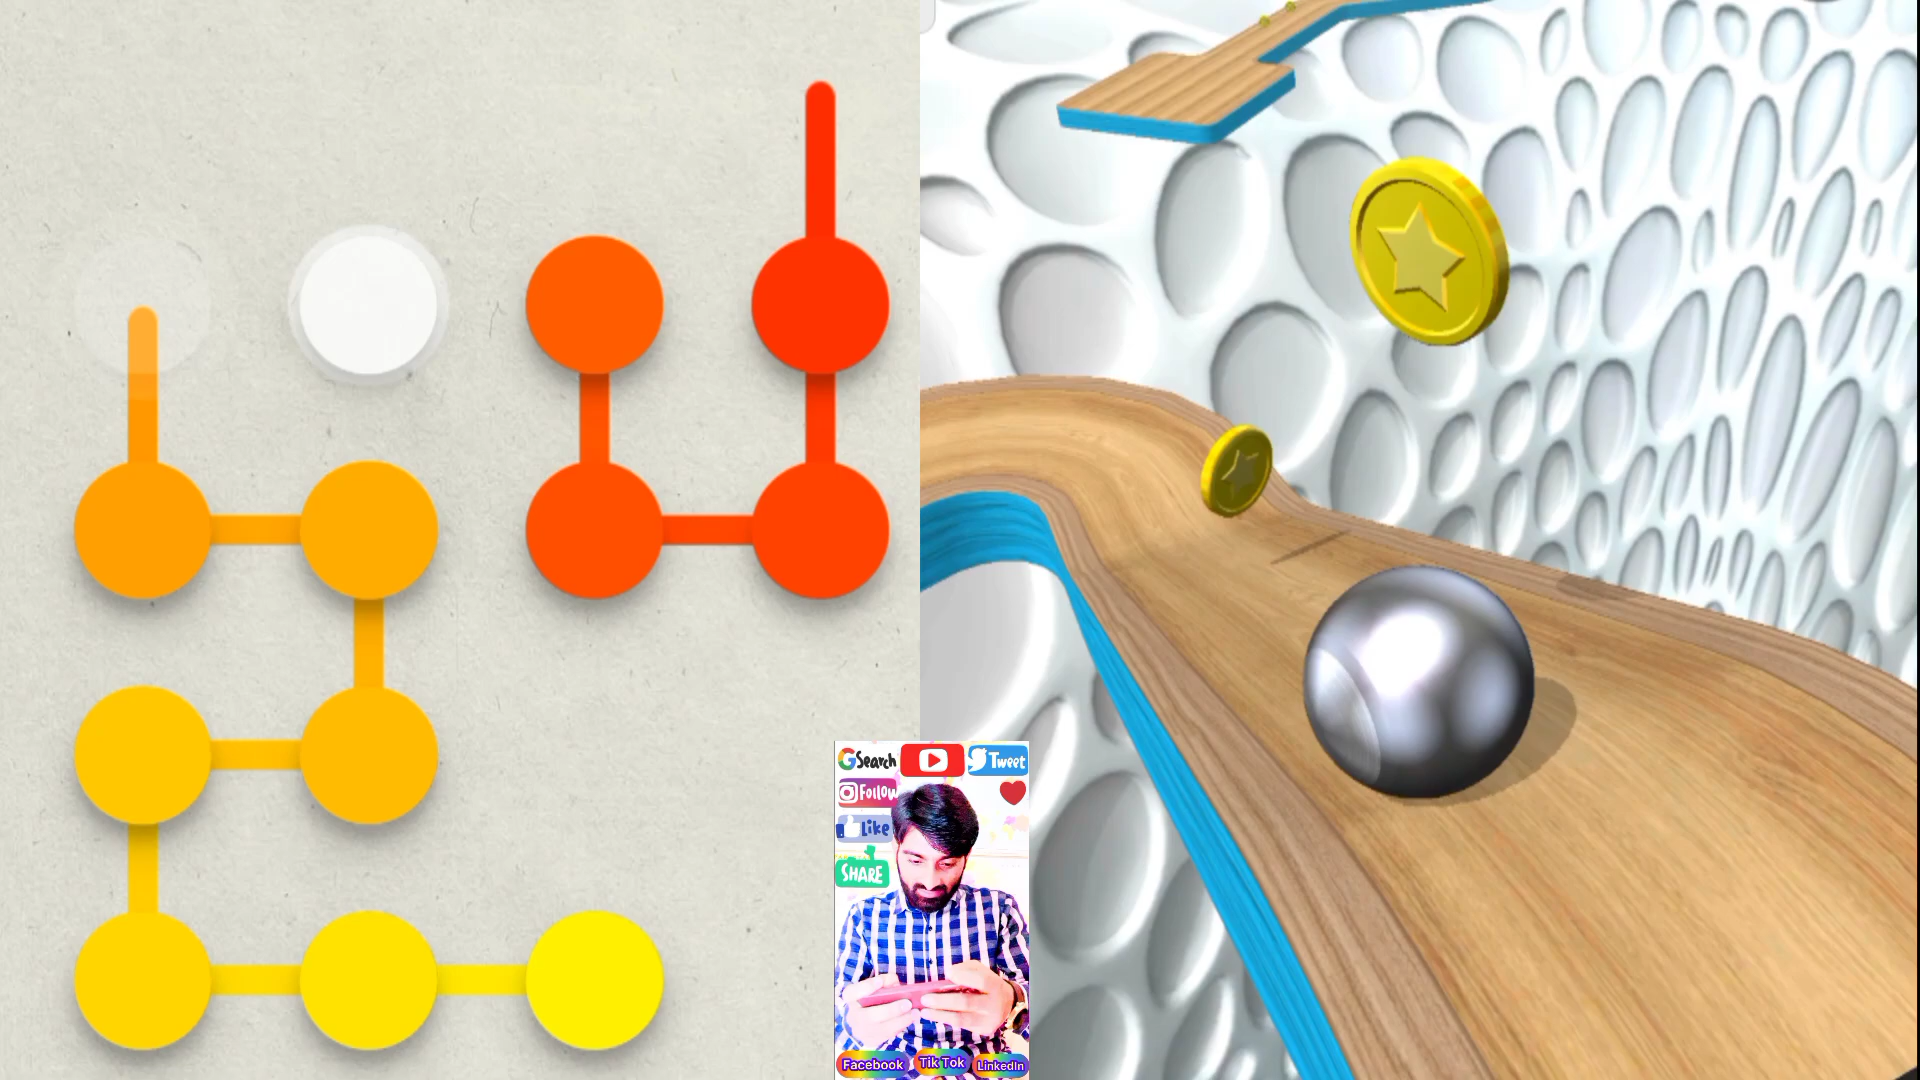 GSearch
Tweet
Follow
Like
SHARE
Facebook
Tik Tok
LinkedIn